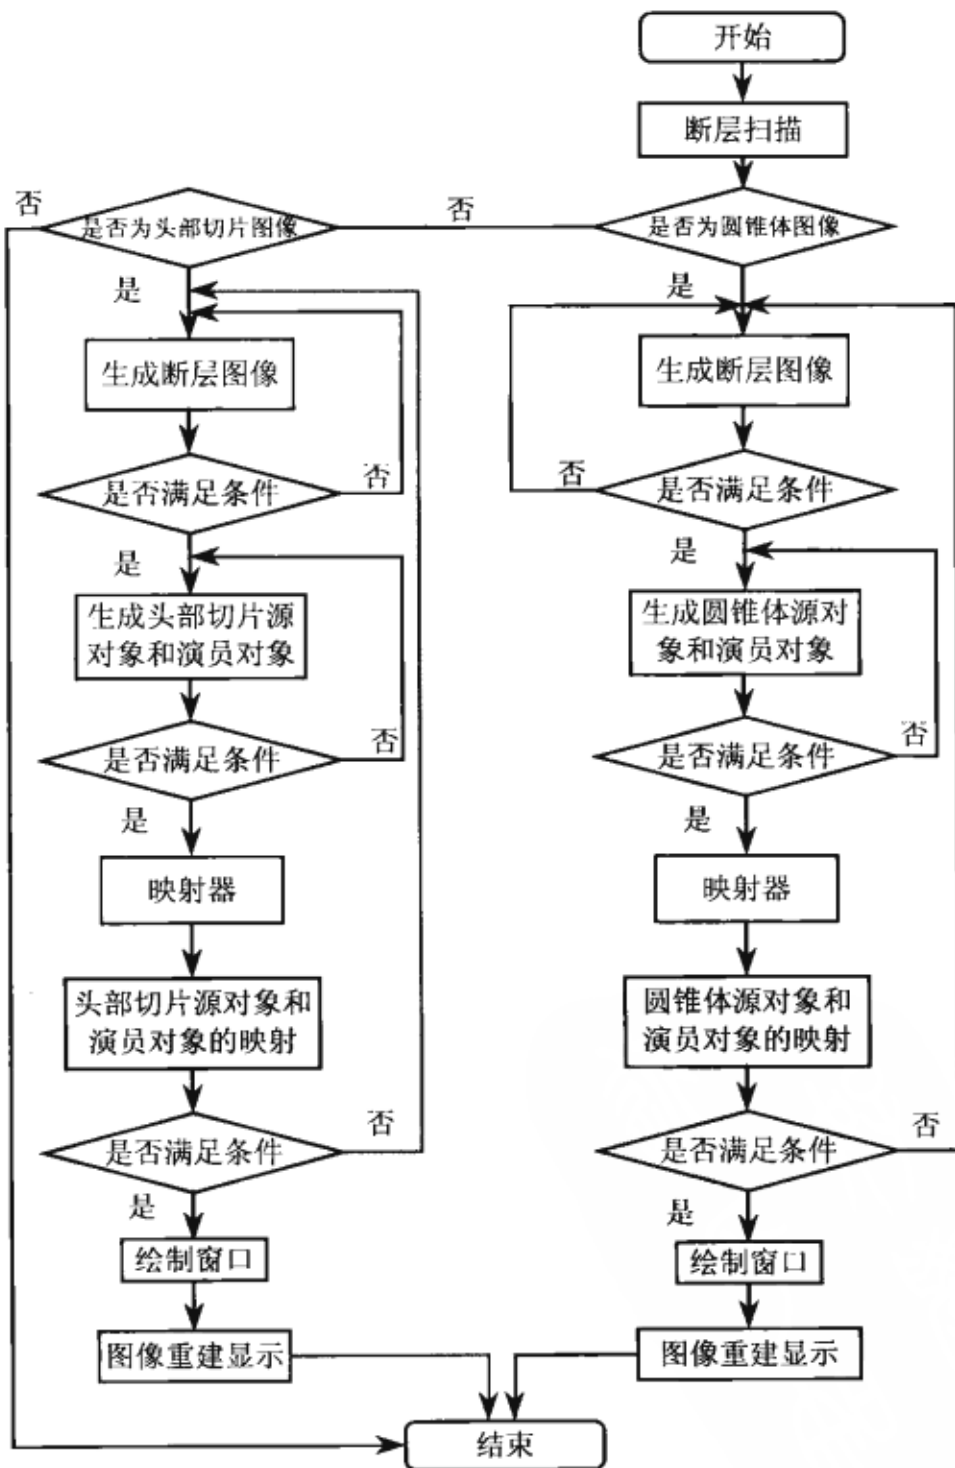 开始
断层扫描
否
是否为头部切片图像
否
是否为圆锥体图像
是
是
生成断层图像
生成断层图像
是否满足条件
否
否
是否满足条件
是
是
生成头部切片源
对象和演员对象
生成圆锥体源对
象和演员对象
是否满足条件
否
是否满足条件
否
是
是
映射器
映射器
头部切片源对象和
演员对象的映射
圆锥体源对象和
演员对象的映射
是否满足条件
否
是否满足条件
否
是
是
绘制窗口
绘制窗口
图像重建显示
图像重建显示
结束